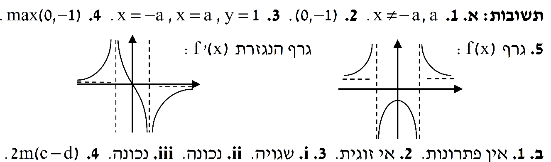 תשובות: א. 1. x ≠ -a, a .2 .(0,-1) .3 .x = -a , x = a , y = 1 .4 .max(0,-1).
5. גרף f(x) : גרף הנגזרת f'(x) :
ב. 1. אין פתרונות. 2. אי זוגית. 3. i. שגויה. ii. נכונה. iii. נכונה. 4. 2m(c-d).